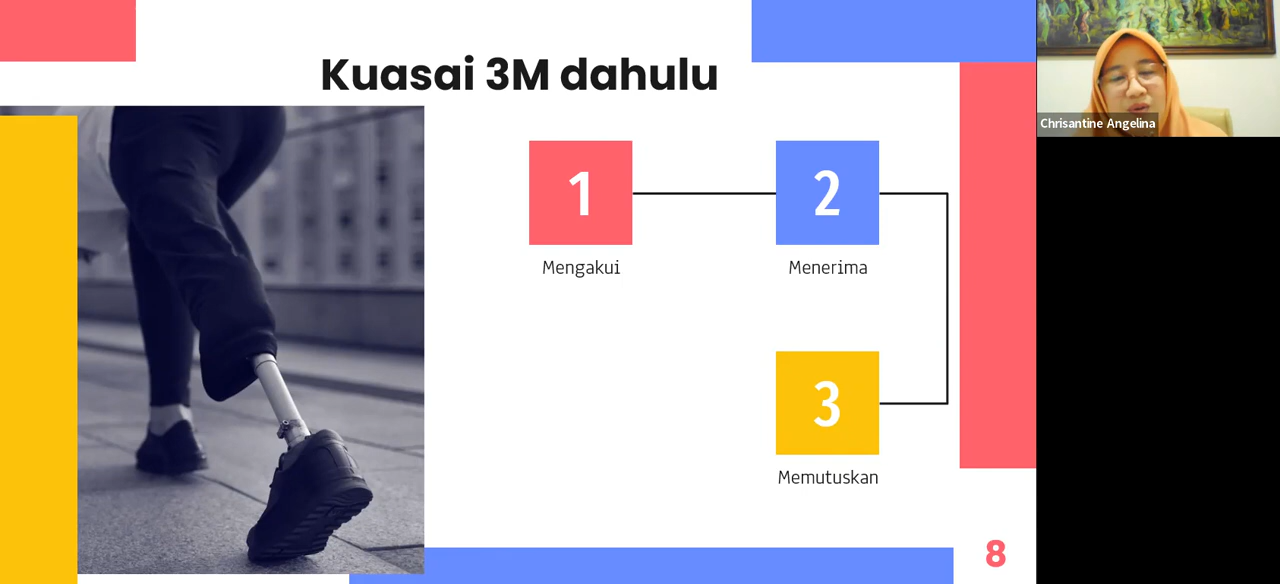 Kuasai 3M dahulu
1
Mengakui
2
Menerima
3
Memutuskan
8
Chrisantine Angelina